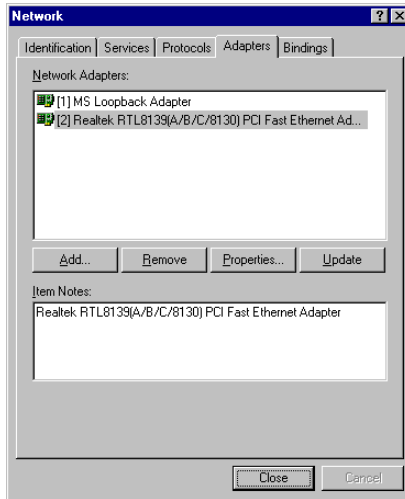 Network
Identification Services Protocols Adapters Bindings
Network Adapters:
[1] MS Loopback Adapter
[2] Realtek RTL8139(A/B/C/8130) PCI Fast Ethernet Ad...
Add... Remove Properties... Update
Item Notes:
Realtek RTL8139(A/B/C/8130) PCI Fast Ethernet Adapter
Close Cancel